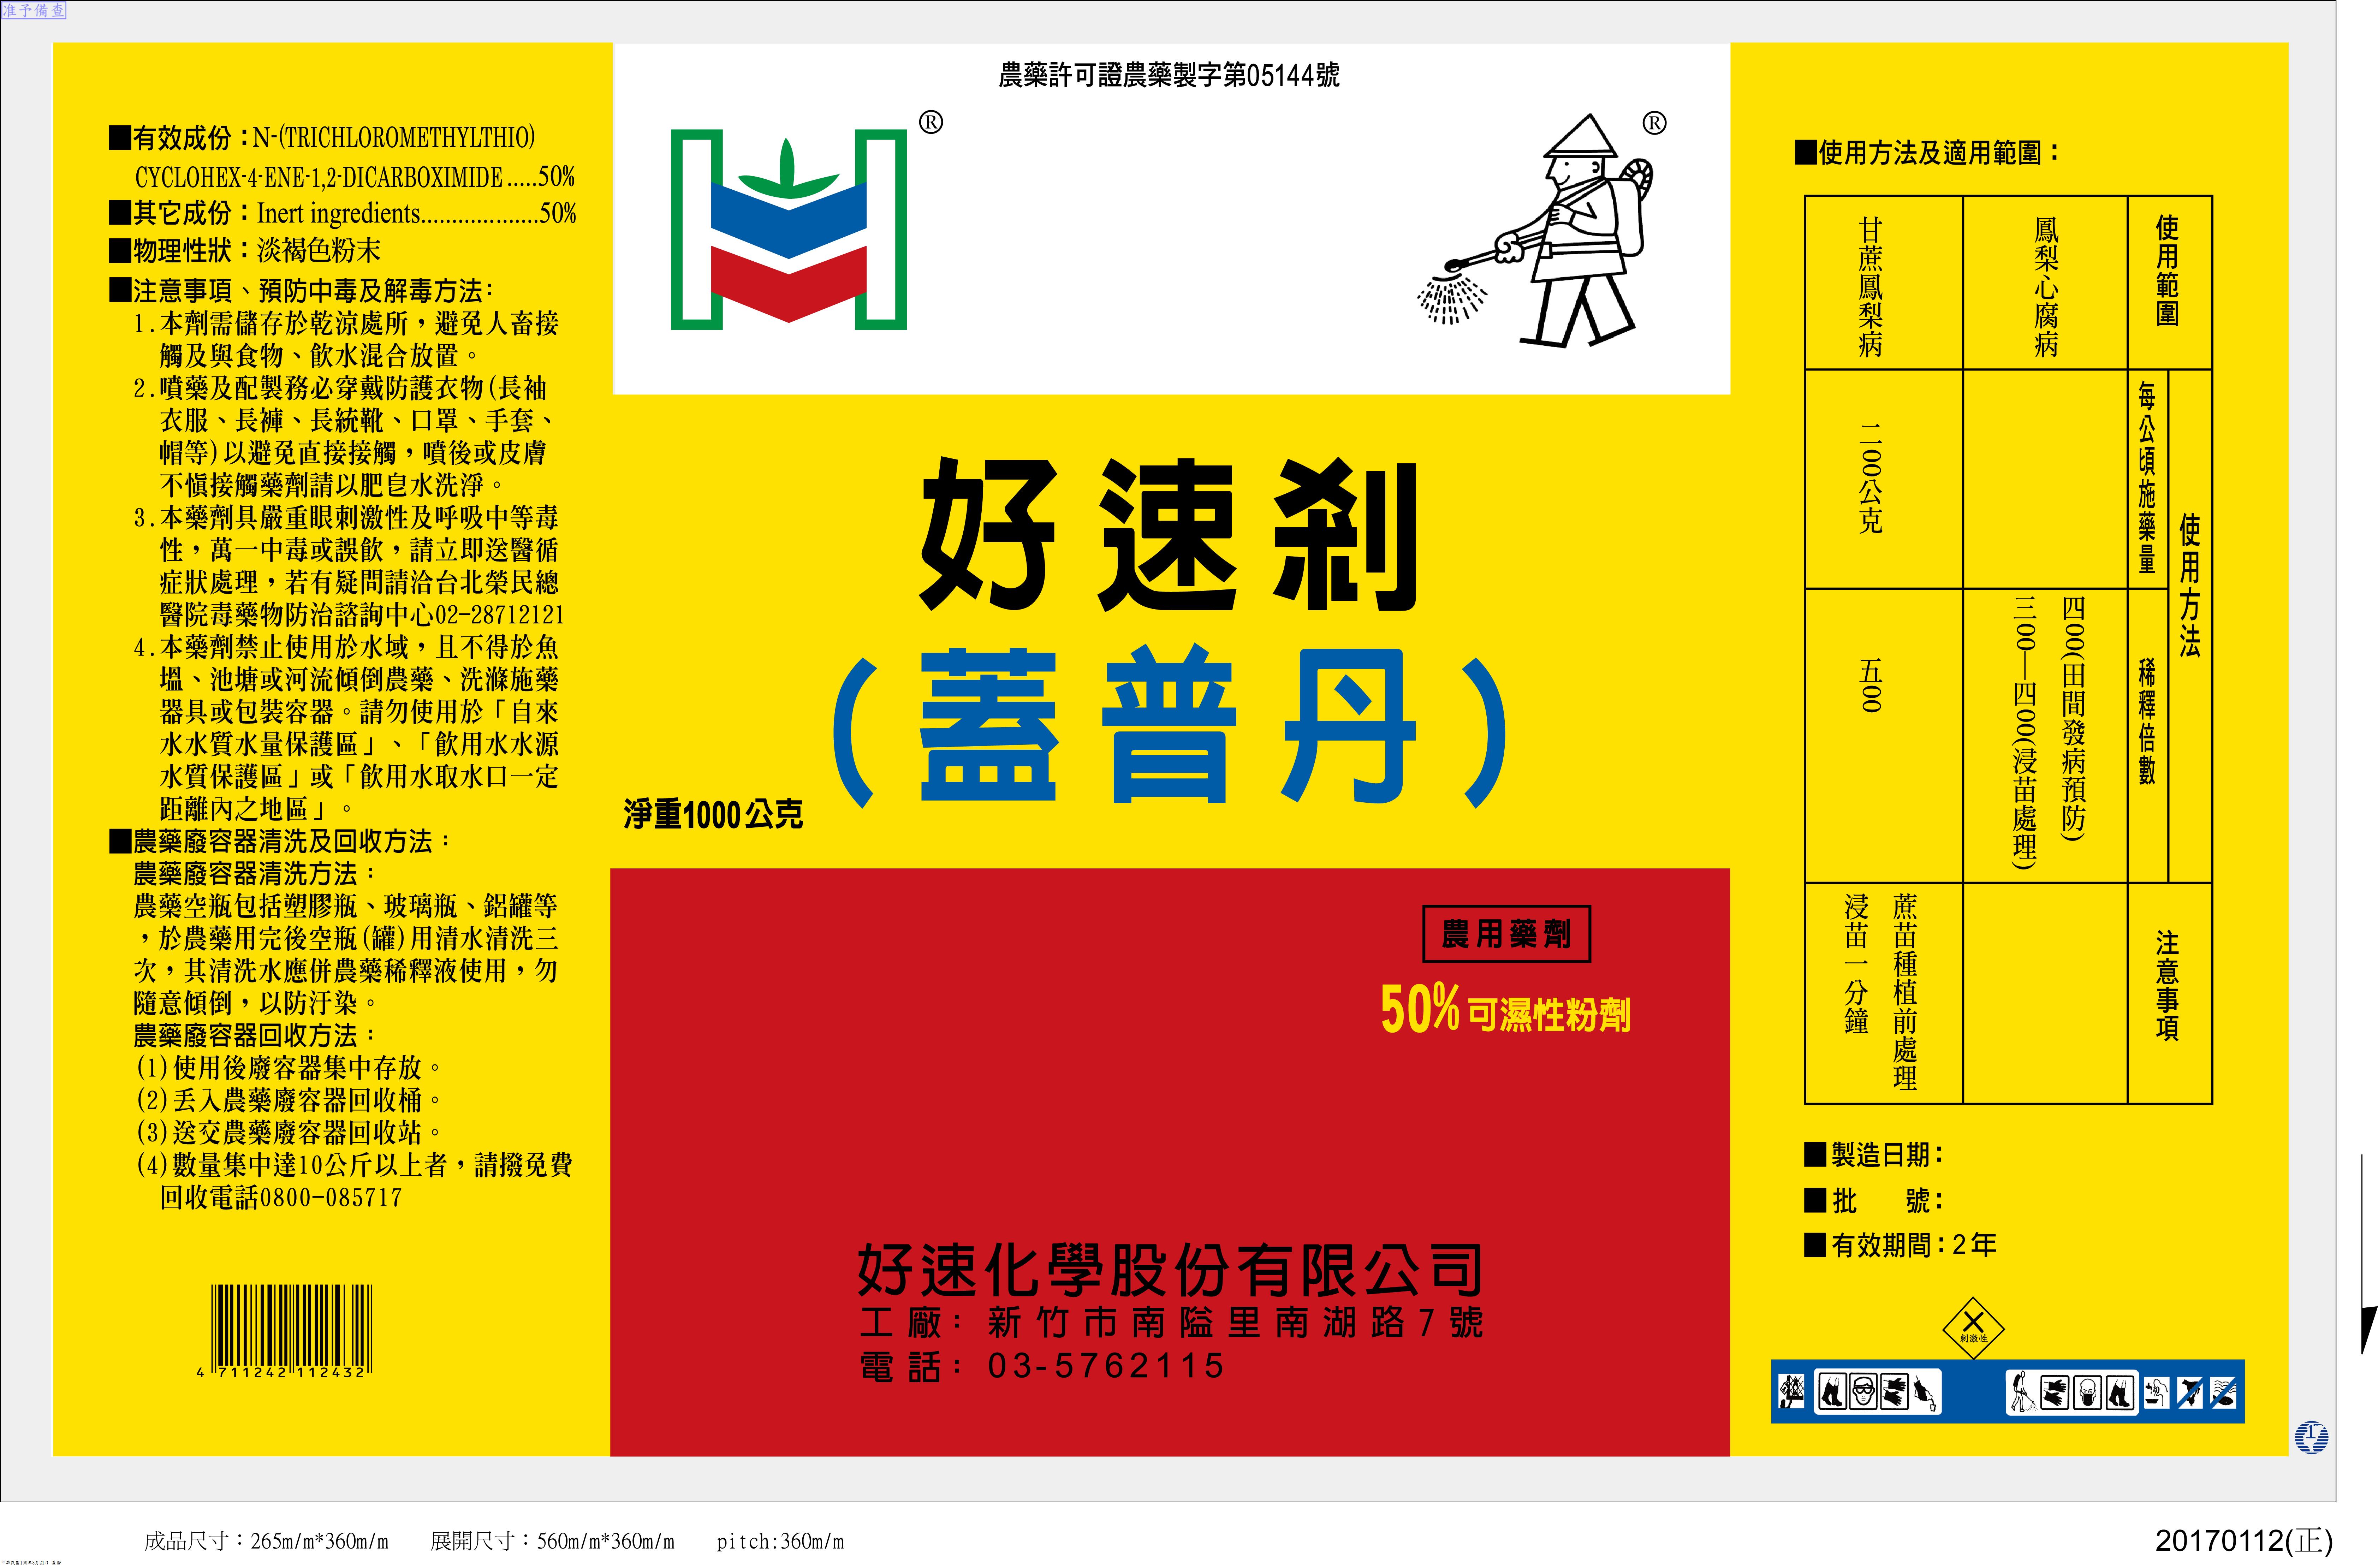 准予備查
農藥許可證農藥製字第05144號
®
®
■有效成份：N-(TRICHLOROMETHYLTHIO)
CYCLOHEX-4-ENE-1,2-DICARBOXIMIDE.....50%
■其它成份：Inert ingredients...................50%
■物理性狀：淡褐色粉末
■注意事項、預防中毒及解毒方法：
1.本劑需儲存於乾涼處所，避免人畜接
觸及與食物、飲水混合放置。
2.噴藥及配製務必穿戴防護衣物(長袖
衣服、長褲、長統靴、口罩、手套、
帽等)以避免直接接觸，噴後或皮膚
不慎接觸藥劑請以肥皂水洗淨。
3.本藥劑具嚴重眼刺激性及呼吸中等毒
性，萬一中毒或誤飲，請立即送醫循
症狀處理，若有疑問請洽台北榮民總
醫院毒藥物防治諮詢中心02-28712121
4.本藥劑禁止使用於水域，且不得於魚
塭、池塘或河流傾倒農藥、洗滌施藥
器具或包裝容器。請勿使用於「自來
水水質水量保護區」、「飲用水水源
水質保護區」或「飲用水取水口一定
距離內之地區」。
■農藥廢容器清洗及回收方法：
農藥廢容器清洗方法：
農藥空瓶包括塑膠瓶、玻璃瓶、鋁罐等
，於農藥用完後空瓶(罐)用清水清洗三
次，其清洗水應併農藥稀釋液使用，勿
隨意傾倒，以防汙染。
農藥廢容器回收方法：
(1)使用後廢容器集中存放。
(2)丟入農藥廢容器回收桶。
(3)送交農藥廢容器回收站。
(4)數量集中達10公斤以上者，請撥免費
回收電話0800-085717
4 711242 112432
好速剎
(蓋普丹)
淨重1000公克
農用藥劑
50%可濕性粉劑
好速化學股份有限公司
工廠：新竹市南隘里南湖路7號
電話：03-5762115
■使用方法及適用範圍：
使用範圍
使用方法
每公頃施藥量
稀釋倍數
注意事項
鳳梨心腐病
四00(田間發病預防)
三00—四00(浸苗處理)
甘蔗鳳梨病
二00公克
五00
蔗苗種植前處理
浸苗一分鐘
■製造日期：
■批　號：
■有效期間：2年
刺激性
成品尺寸：265m/m*360m/m　展開尺寸：560m/m*360m/m　pitch:360m/m
20170112(正)